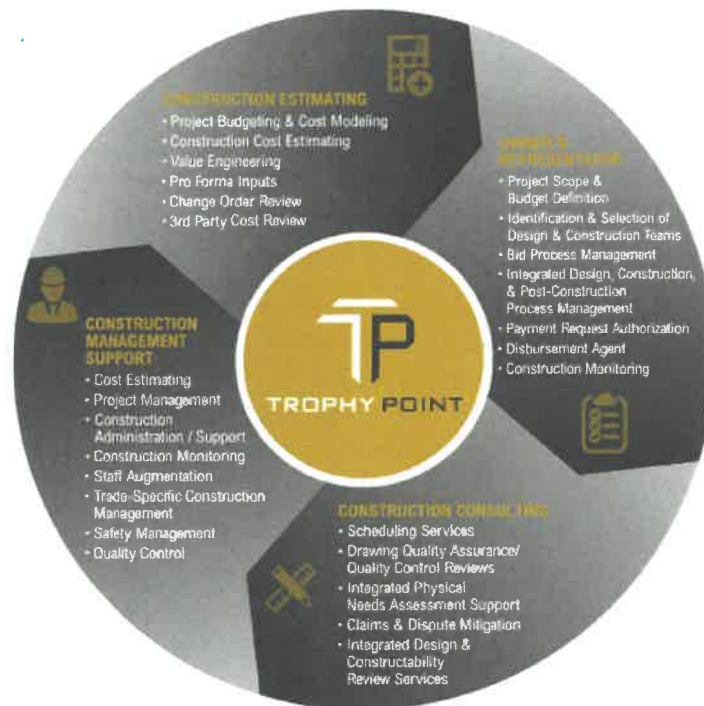 CONSTRUCTION ESTIMATING
• Project Budgeting & Cost Modeling
• Construction Cost Estimating
• Value Engineering
• Pro Forma Inputs
• Change Order Review
• 3rd Party Cost Review
OWNER'S
REPRESENTATION
• Project Scope &
Budget Definition
• Identification & Selection of
Design & Construction Teams
• Bid Process Management
• Integrated Design, Construction,
& Post-Construction
Process Management
• Payment Request Authorization
• Disbursement Agent
• Construction Monitoring
CONSTRUCTION
MANAGEMENT
SUPPORT
• Cost Estimating
• Project Management
• Construction
Administration / Support
• Construction Monitoring
• Staff Augmentation
• Trade-Specific Construction
Management
• Safety Management
• Quality Control
TP
TROPHY POINT
CONSTRUCTION CONSULTING
• Scheduling Services
• Drawing Quality Assurance/
Quality Control Reviews
• Integrated Physical
Needs Assessment Support
• Claims & Dispute Mitigation
• Integrated Design &
Constructability
Review Services